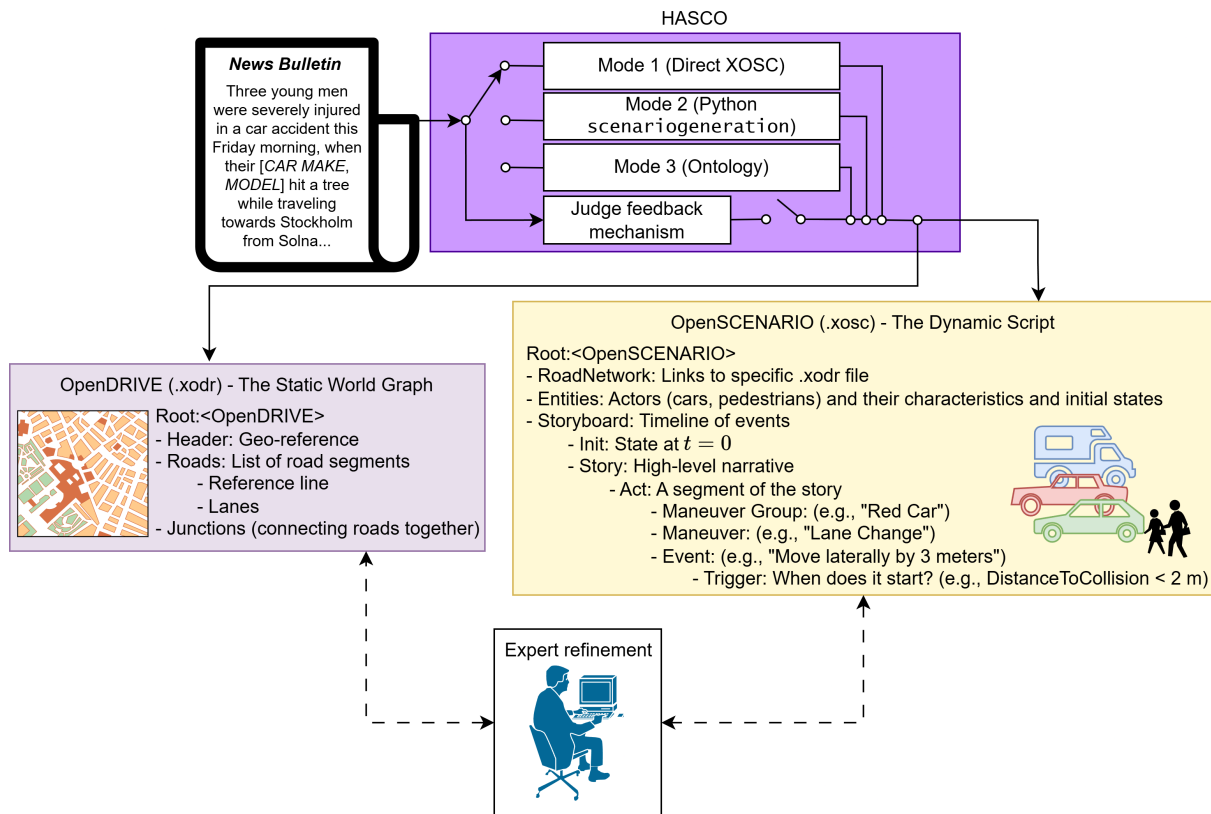 HASCO
News Bulletin
Three young men
were severely injured
in a car accident this
Friday morning, when
their [CAR MAKE,
MODEL] hit a tree
while traveling
towards Stockholm
from Solna...
Mode 1 (Direct XOSC)
Mode 2 (Python
scenariogeneration)
Mode 3 (Ontology)
Judge feedback
mechanism
OpenDRIVE (.xodr) - The Static World Graph
Root:<OpenDRIVE>
- Header: Geo-reference
- Roads: List of road segments
- Reference line
- Lanes
- Junctions (connecting roads together)
OpenSCENARIO (.xosc) - The Dynamic Script
Root:<OpenSCENARIO>
- RoadNetwork: Links to specific .xodr file
- Entities: Actors (cars, pedestrians) and their characteristics and initial states
- Storyboard: Timeline of events
- Init: State at t = 0
- Story: High-level narrative
- Act: A segment of the story
- Maneuver Group: (e.g., "Red Car")
- Maneuver: (e.g., "Lane Change")
- Event: (e.g., "Move laterally by 3 meters")
- Trigger: When does it start? (e.g., DistanceToCollision < 2 m)
Expert refinement